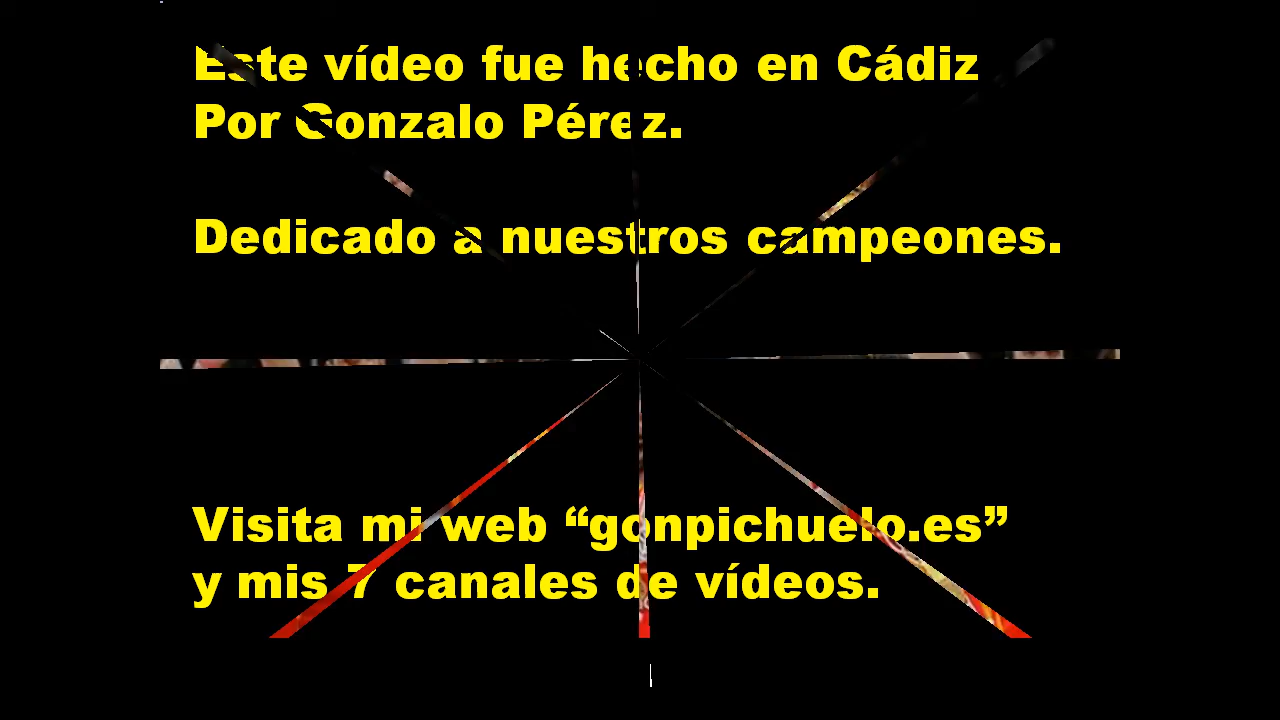 Este vídeo fue hecho en Cádiz
Por Gonzalo Pérez.
Dedicado a nuestros campeones.
Visita mi web “gonpichuelo.es”
y mis 7 canales de vídeos.